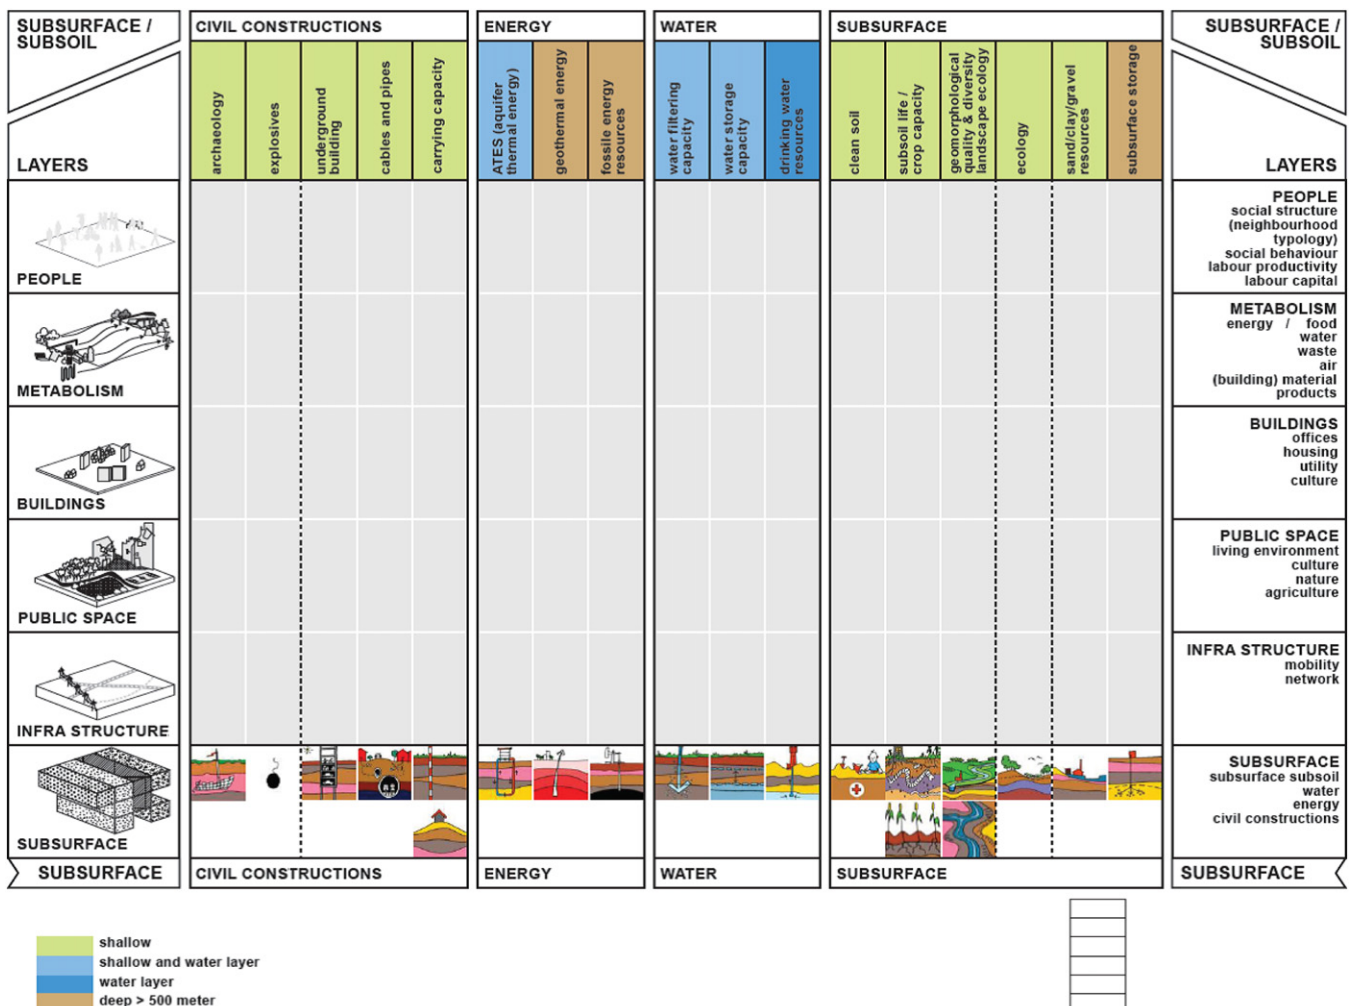 SUBSURFACE /
SUBSOIL
LAYERS
CIVIL CONSTRUCTIONS
archaeology
explosives
underground
building
cables and pipes
carrying capacity
ENERGY
ATES (aquifer
thermal energy)
geothermal energy
fossile energy
resources
WATER
water filtering
capacity
water storage
capacity
drinking water
resources
SUBSURFACE
clean soil
subsoil life /
crop capacity
geomorphological
quality & diversity
landscape ecology
ecology
sand/clay/gravel
resources
subsurface storage
SUBSURFACE /
SUBSOIL
LAYERS
PEOPLE
PEOPLE
social structure
(neighbourhood
typology)
social behaviour
labour productivity
labour capital
METABOLISM
METABOLISM
energy / food
water
waste
air
(building) material
products
BUILDINGS
BUILDINGS
offices
housing
utility
culture
PUBLIC SPACE
PUBLIC SPACE
living environment
culture
nature
agriculture
INFRA STRUCTURE
INFRA STRUCTURE
mobility
network
SUBSURFACE
SUBSURFACE
subsurface subsoil
water
energy
civil constructions
SUBSURFACE
CIVIL CONSTRUCTIONS
ENERGY
WATER
SUBSURFACE
SUBSURFACE
shallow
shallow and water layer
water layer
deep > 500 meter